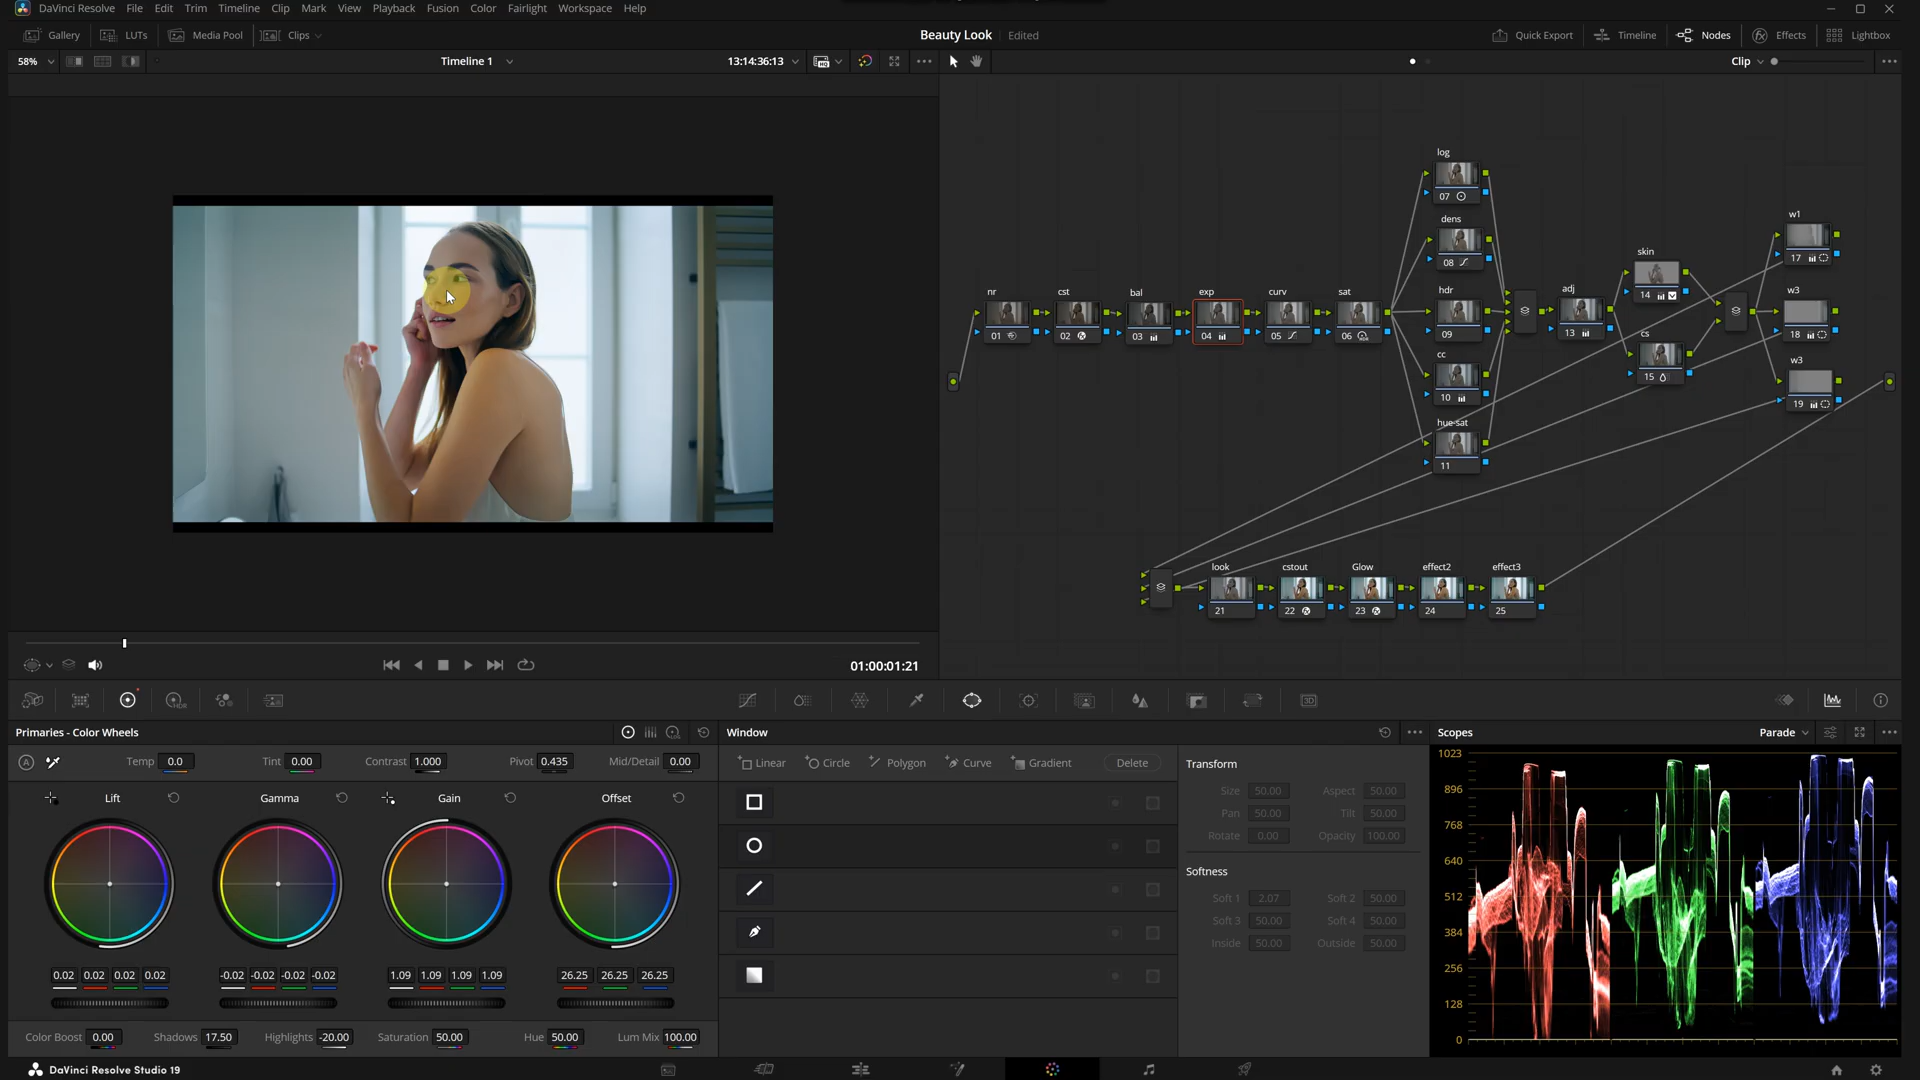 DaVinci Resolve File Edit Trim Timeline Clip Mark View Playback Fusion Color Fairlight Workspace Help
Gallery LUTs Media Pool Clips Beauty Look Edited Quick Export Timeline Nodes Effects Lightbox
58% Timeline 1 13:14:36:13 Clip
log
07
dens
08
w1
17
skin
14
nr cst bal exp curv sat hdr adj w3
01 02 03 04 05 06 09 13 18
cs
15
cc
10
w3
19
hue-sat
11
look cstout Glow effect2 effect3
21 22 23 24 25
01:00:01:21
3D
Primaries - Color Wheels Window Scopes Parade
A Temp 0.0 Tint 0.00 Contrast 1.000 Pivot 0.435 Mid/Detail 0.00
Lift Gamma Gain Offset
0.02 0.02 0.02 0.02 -0.02 -0.02 -0.02 -0.02 1.09 1.09 1.09 1.09 26.25 26.25 26.25
Color Boost 0.00 Shadows 17.50 Highlights -20.00 Saturation 50.00 Hue 50.00 Lum Mix 100.00
Linear Circle Polygon Curve Gradient Delete
Transform
Size 50.00 Aspect 50.00
Pan 50.00 Tilt 50.00
Rotate 0.00 Opacity 100.00
Softness
Soft 1 2.07 Soft 2 50.00
Soft 3 50.00 Soft 4 50.00
Inside 50.00 Outside 50.00
1023
896
768
640
512
384
256
128
0
DaVinci Resolve Studio 19